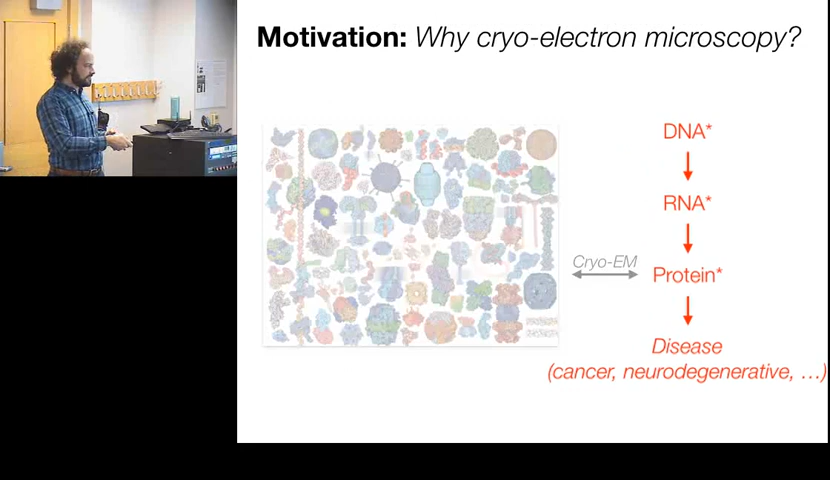 Motivation: Why cryo-electron microscopy?
DNA*
RNA*
Cryo-EM
Protein*
Disease
(cancer, neurodegenerative, …)